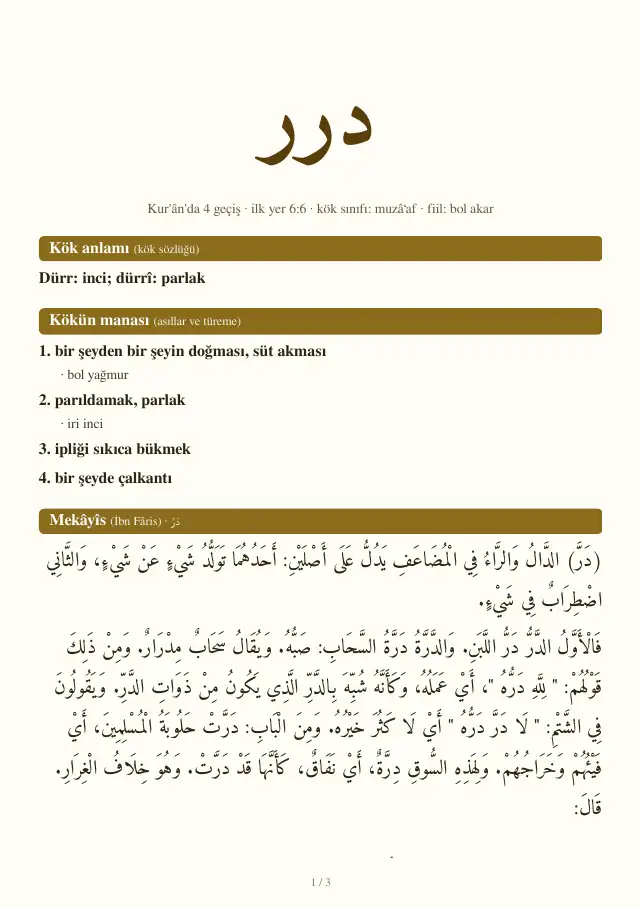 درر
Kur'ân'da 4 geçiş · ilk yer 6:6 · kök sınıfı: muzâ'af · fiil: bol akar
Kök anlamı (kök sözlüğü)
Dürr: inci; dürrî: parlak
Kökün manası (asıllar ve türeme)
1. bir şeyden bir şeyin doğması, süt akması
· bol yağmur
2. parıldamak, parlak
· iri inci
3. ipliği sıkıca bükmek
4. bir şeyde çalkantı
Mekâyîs (İbn Fâris) · دَرَّ
(دَرَّ) الدَّالُ وَالرَّاءُ فِي الْمُضَاعَفِ يَدُلُّ عَلَى أَصْلَيْنِ: أَحَدُهُمَا تَوَلُّدُ شَيْءٍ عَنْ شَيْءٍ، وَالثَّانِي
اضْطِرَابٌ فِي شَيْءٍ.
فَالْأَوَّلُ الدَّرُّ دَرُّ اللَّبَنِ. وَالدَّرَّةُ دَرَّةُ السَّحَابِ: صَبُّهُ. وَيُقَالُ سَحَابٌ مِدْرَارٌ. وَمِنْ ذَلِكَ
قَوْلُهُمْ: " لِلَّهِ دَرُّهُ "، أَيْ عَمَلُهُ، وَكَأَنَّهُ شُبِّهَ بِالدَّرِّ الَّذِي يَكُونُ مِنْ ذَوَاتِ الدَّرِّ. وَيَقُولُونَ
فِي الشَّتْمِ: " لَا دَرَّ دَرُّهُ " أَيْ لَا كَثُرَ خَيْرُهُ. وَمِنَ الْبَابِ: دَرَّتْ حَلُوبَةُ الْمُسْلِمِينَ، أَيْ
فَيْئُهُمْ وَخَرَاجُهُمْ. وَلِهَذِهِ السُّوقِ دِرَّةٌ، أَيْ نَفَاقٌ، كَأَنَّهَا قَدْ دَرَّتْ. وَهُوَ خِلَافُ الْغِرَارِ.
قَالَ:
1 / 3